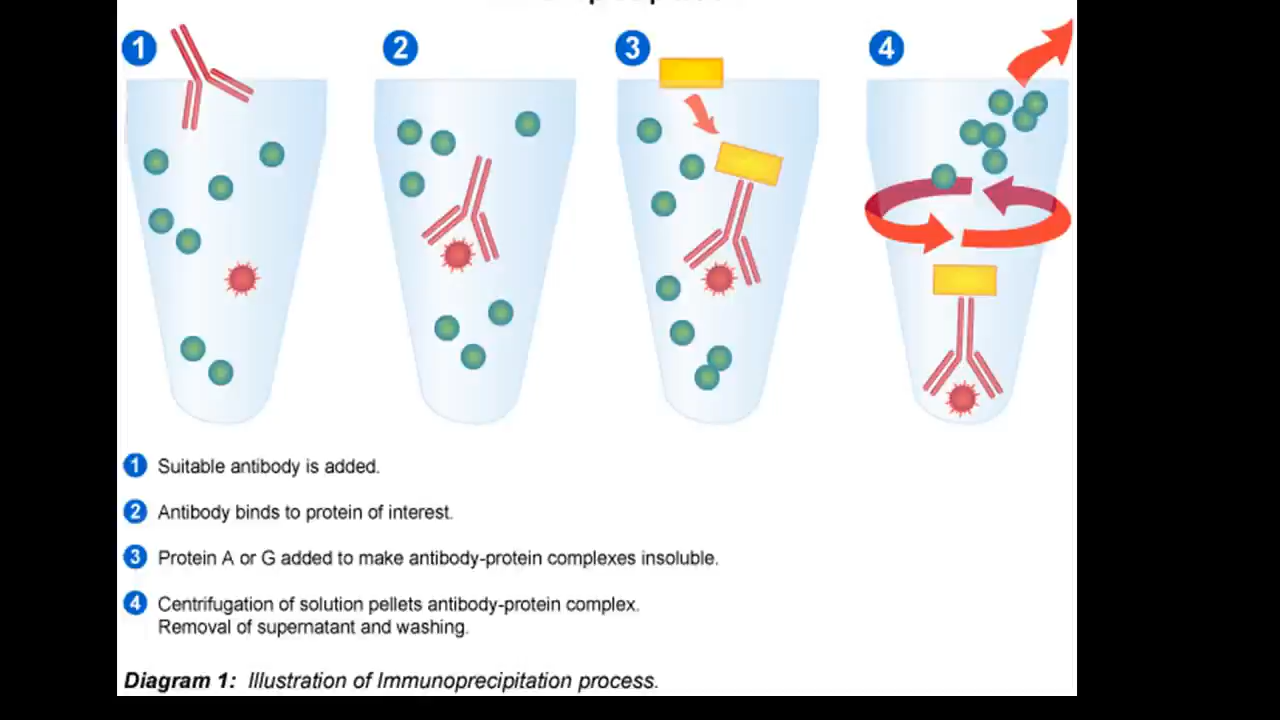 1 2 3 4
1 Suitable antibody is added.
2 Antibody binds to protein of interest.
3 Protein A or G added to make antibody-protein complexes insoluble.
4 Centrifugation of solution pellets antibody-protein complex.
Removal of supernatant and washing.
Diagram 1: Illustration of Immunoprecipitation process.